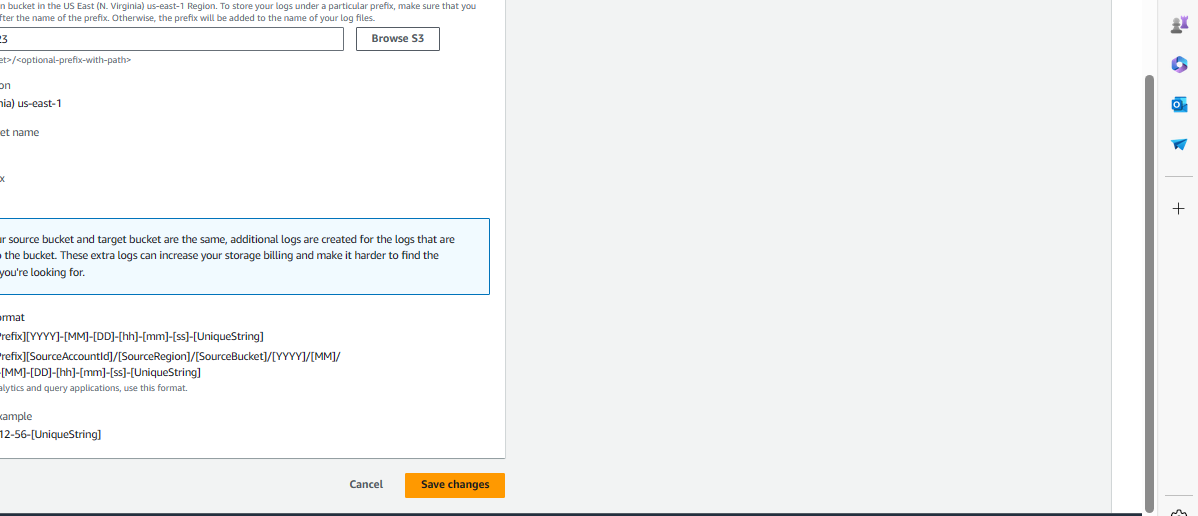 n bucket in the US East (N. Virginia) us-east-1 Region. To store your logs under a particular prefix, make sure that you
fter the name of the prefix. Otherwise, the prefix will be added to the name of your log files.
23
Browse S3
et>/<optional-prefix-with-path>
on
nia) us-east-1
et name
x
ur source bucket and target bucket are the same, additional logs are created for the logs that are
o the bucket. These extra logs can increase your storage billing and make it harder to find the
you're looking for.
ormat
Prefix][YYYY]-[MM]-[DD]-[hh]-[mm]-[ss]-[UniqueString]
Prefix][SourceAccountId]/[SourceRegion]/[SourceBucket]/[YYYY]/[MM]/
-[MM]-[DD]-[hh]-[mm]-[ss]-[UniqueString]
alytics and query applications, use this format.
xample
12-56-[UniqueString]
Cancel
Save changes